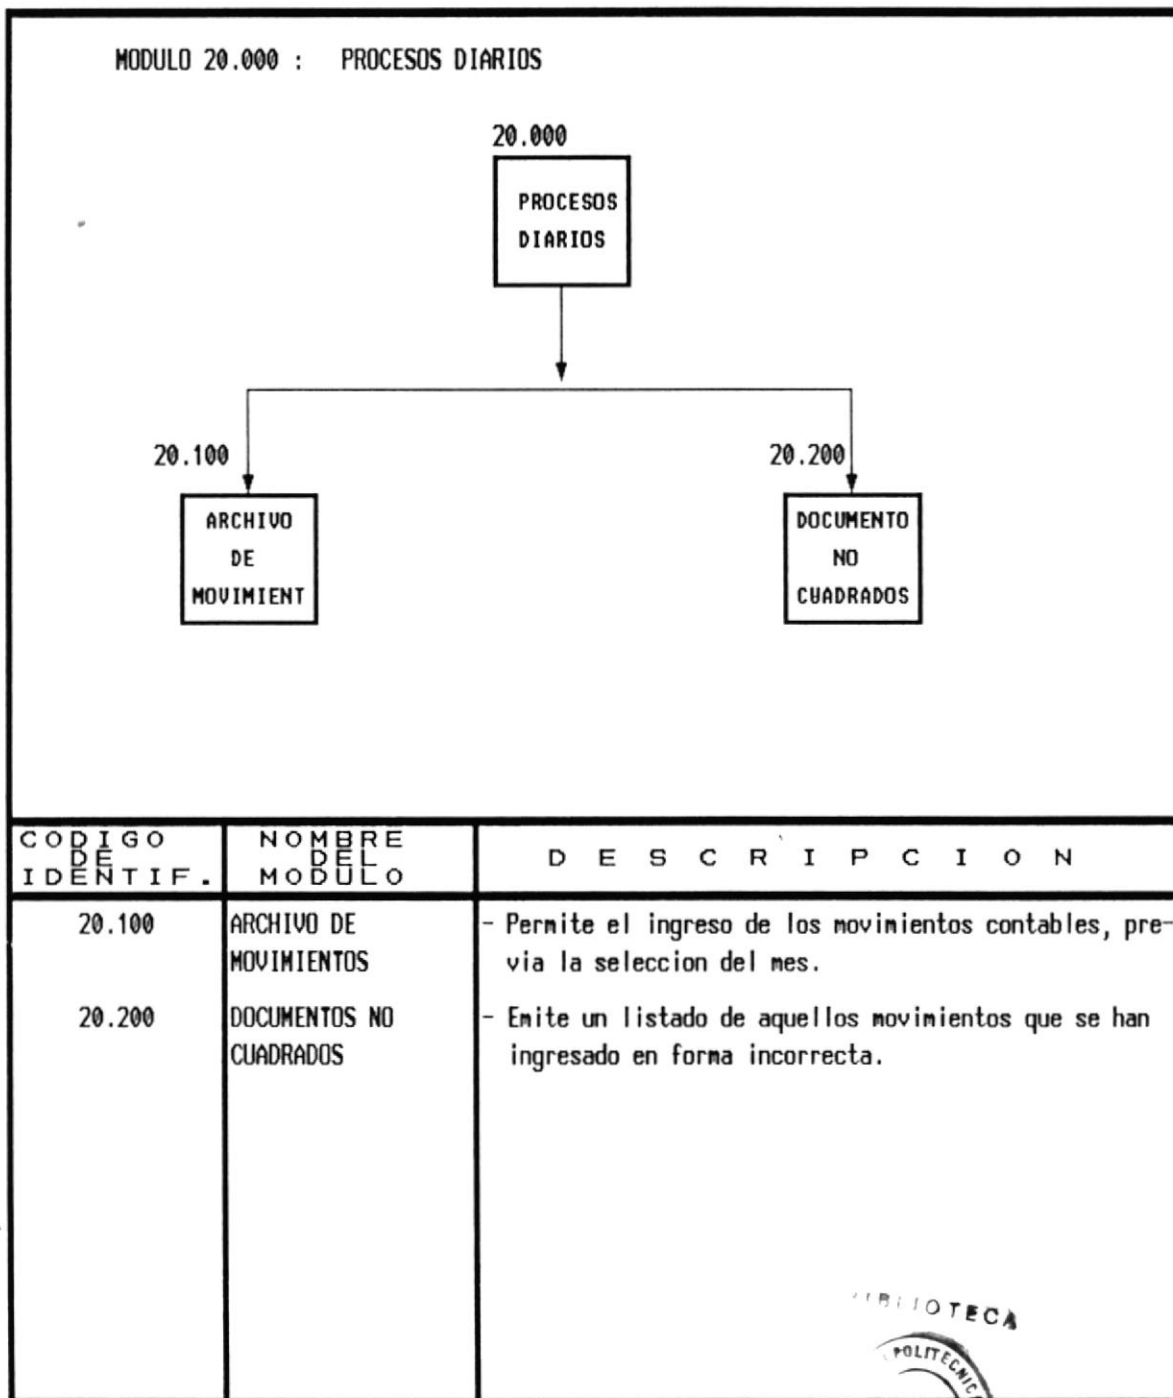 MODULO 20.000 : PROCESOS DIARIOS
20.000
PROCESOS
DIARIOS
20.100
20.200
ARCHIVO
DE
MOVIMIENT
DOCUMENTO
NO
CUADRADOS
CODIGO
DE
IDENTIF.
NOMBRE
DEL
MODULO
DESCRIPCION
20.100
ARCHIVO DE
MOVIMIENTOS
- Permite el ingreso de los movimientos contables, pre-
via la seleccion del mes.
20.200
DOCUMENTOS NO
CUADRADOS
- Emite un listado de aquellos movimientos que se han
ingresado en forma incorrecta.
BIBLIOTECA
POLITECNICA